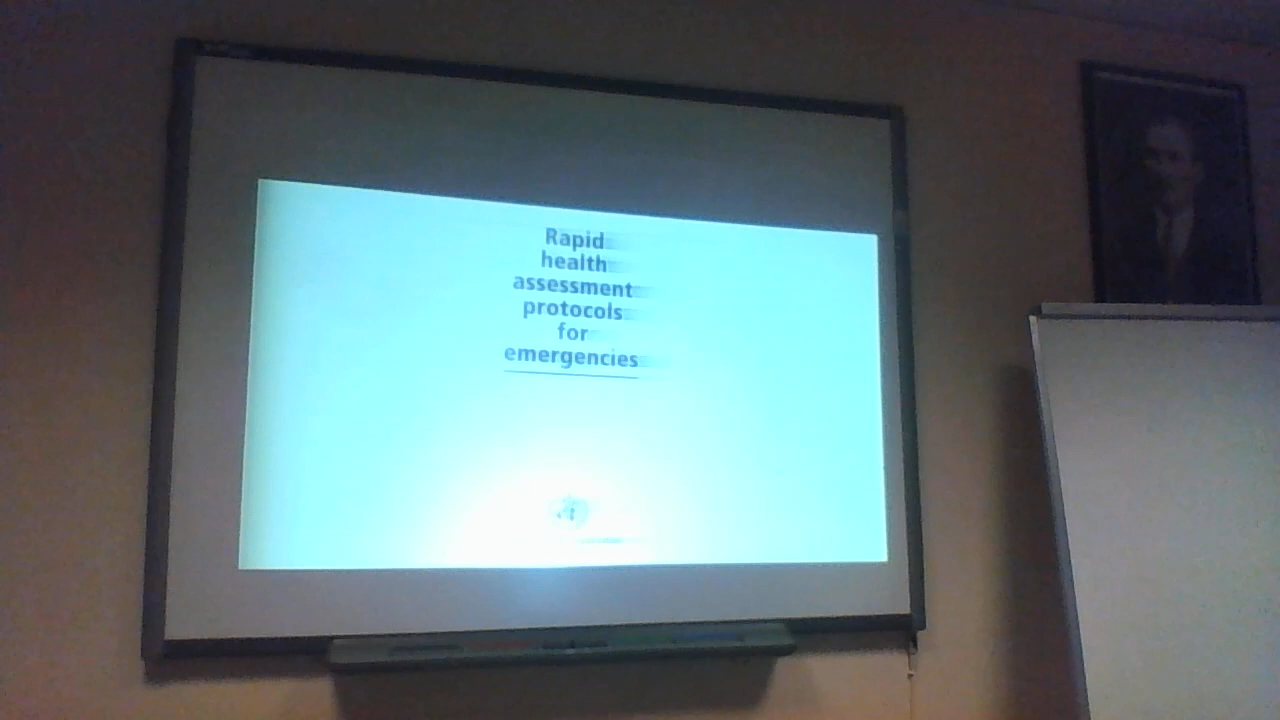 Rapid
health
assessment
protocols
for
emergencies